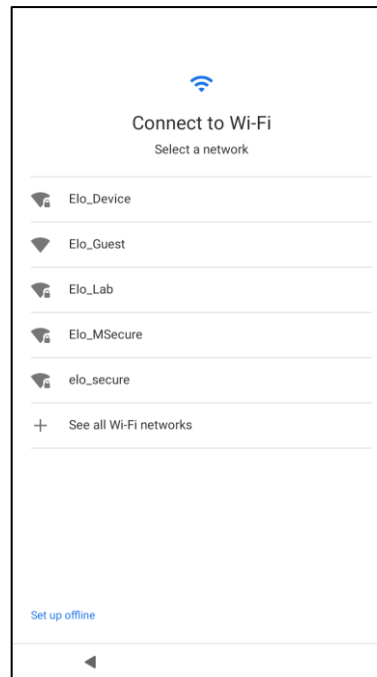 Connect to Wi-Fi
Select a network
Elo_Device
Elo_Guest
Elo_Lab
Elo_MSecure
elo_secure
See all Wi-Fi networks
Set up offline